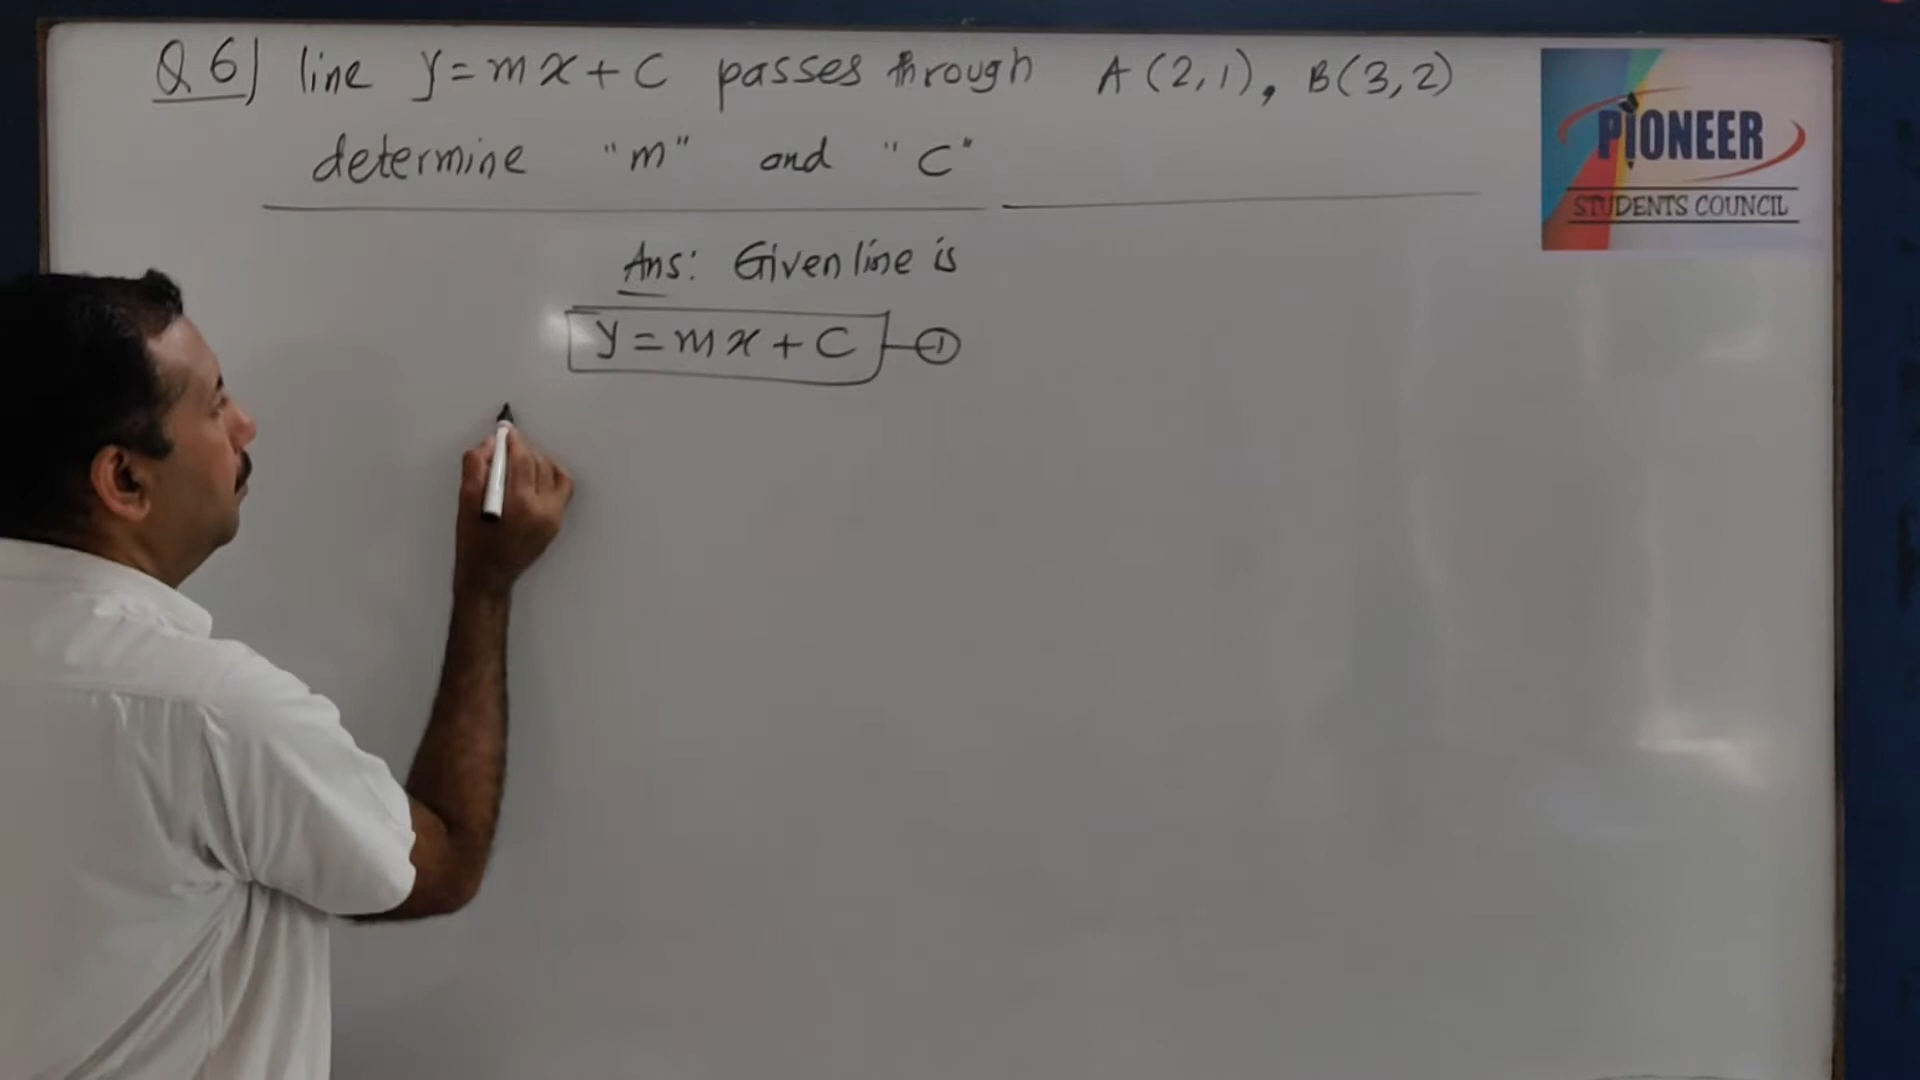 Q 6) line y = mx + C passes through A (2,1), B(3,2)
determine "m" and "C"
Ans: Given line is
y = mx + C —①
PIONEER
STUDENTS COUNCIL